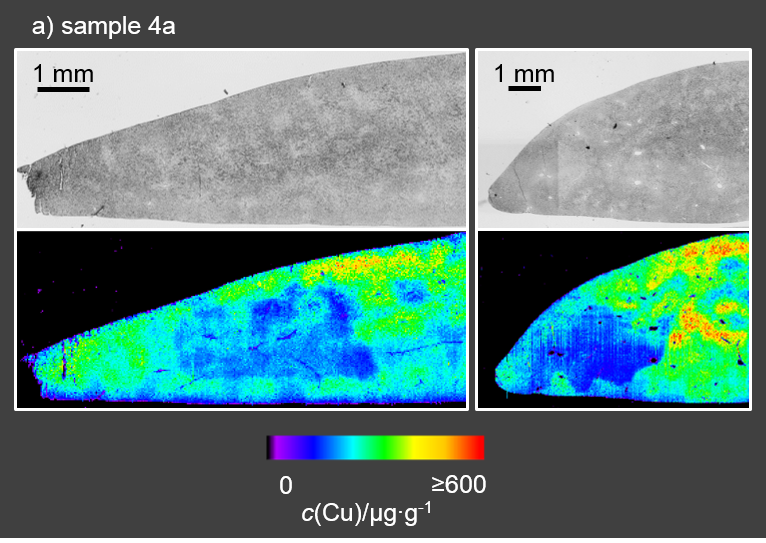 a) sample 4a
1 mm
1 mm
0
≥600
c(Cu)/µg·g⁻¹